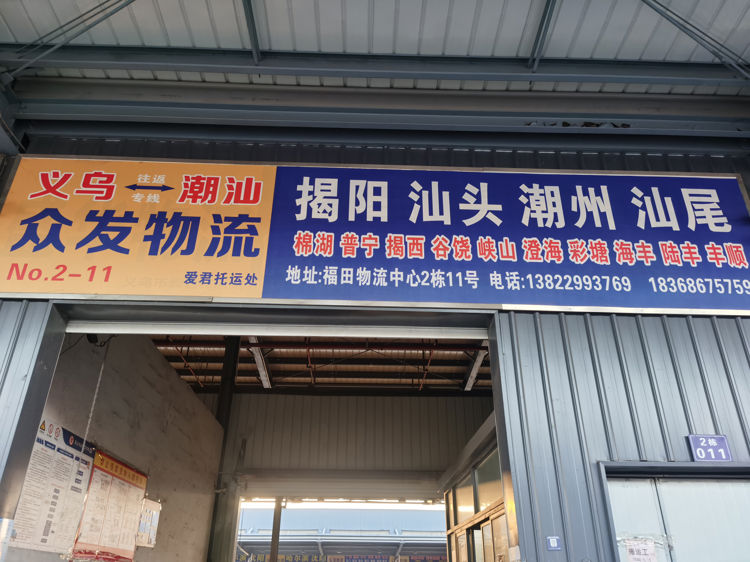 义乌 往返专线 潮汕
众发物流
No.2-11 爱君托运处
揭阳 汕头 潮州 汕尾
棉湖 普宁 揭西 谷饶 峡山 澄海 彩塘 海丰 陆丰 丰顺
地址:福田物流中心2栋11号 电话:13822993769 18368675759
2栋
011
搬运工